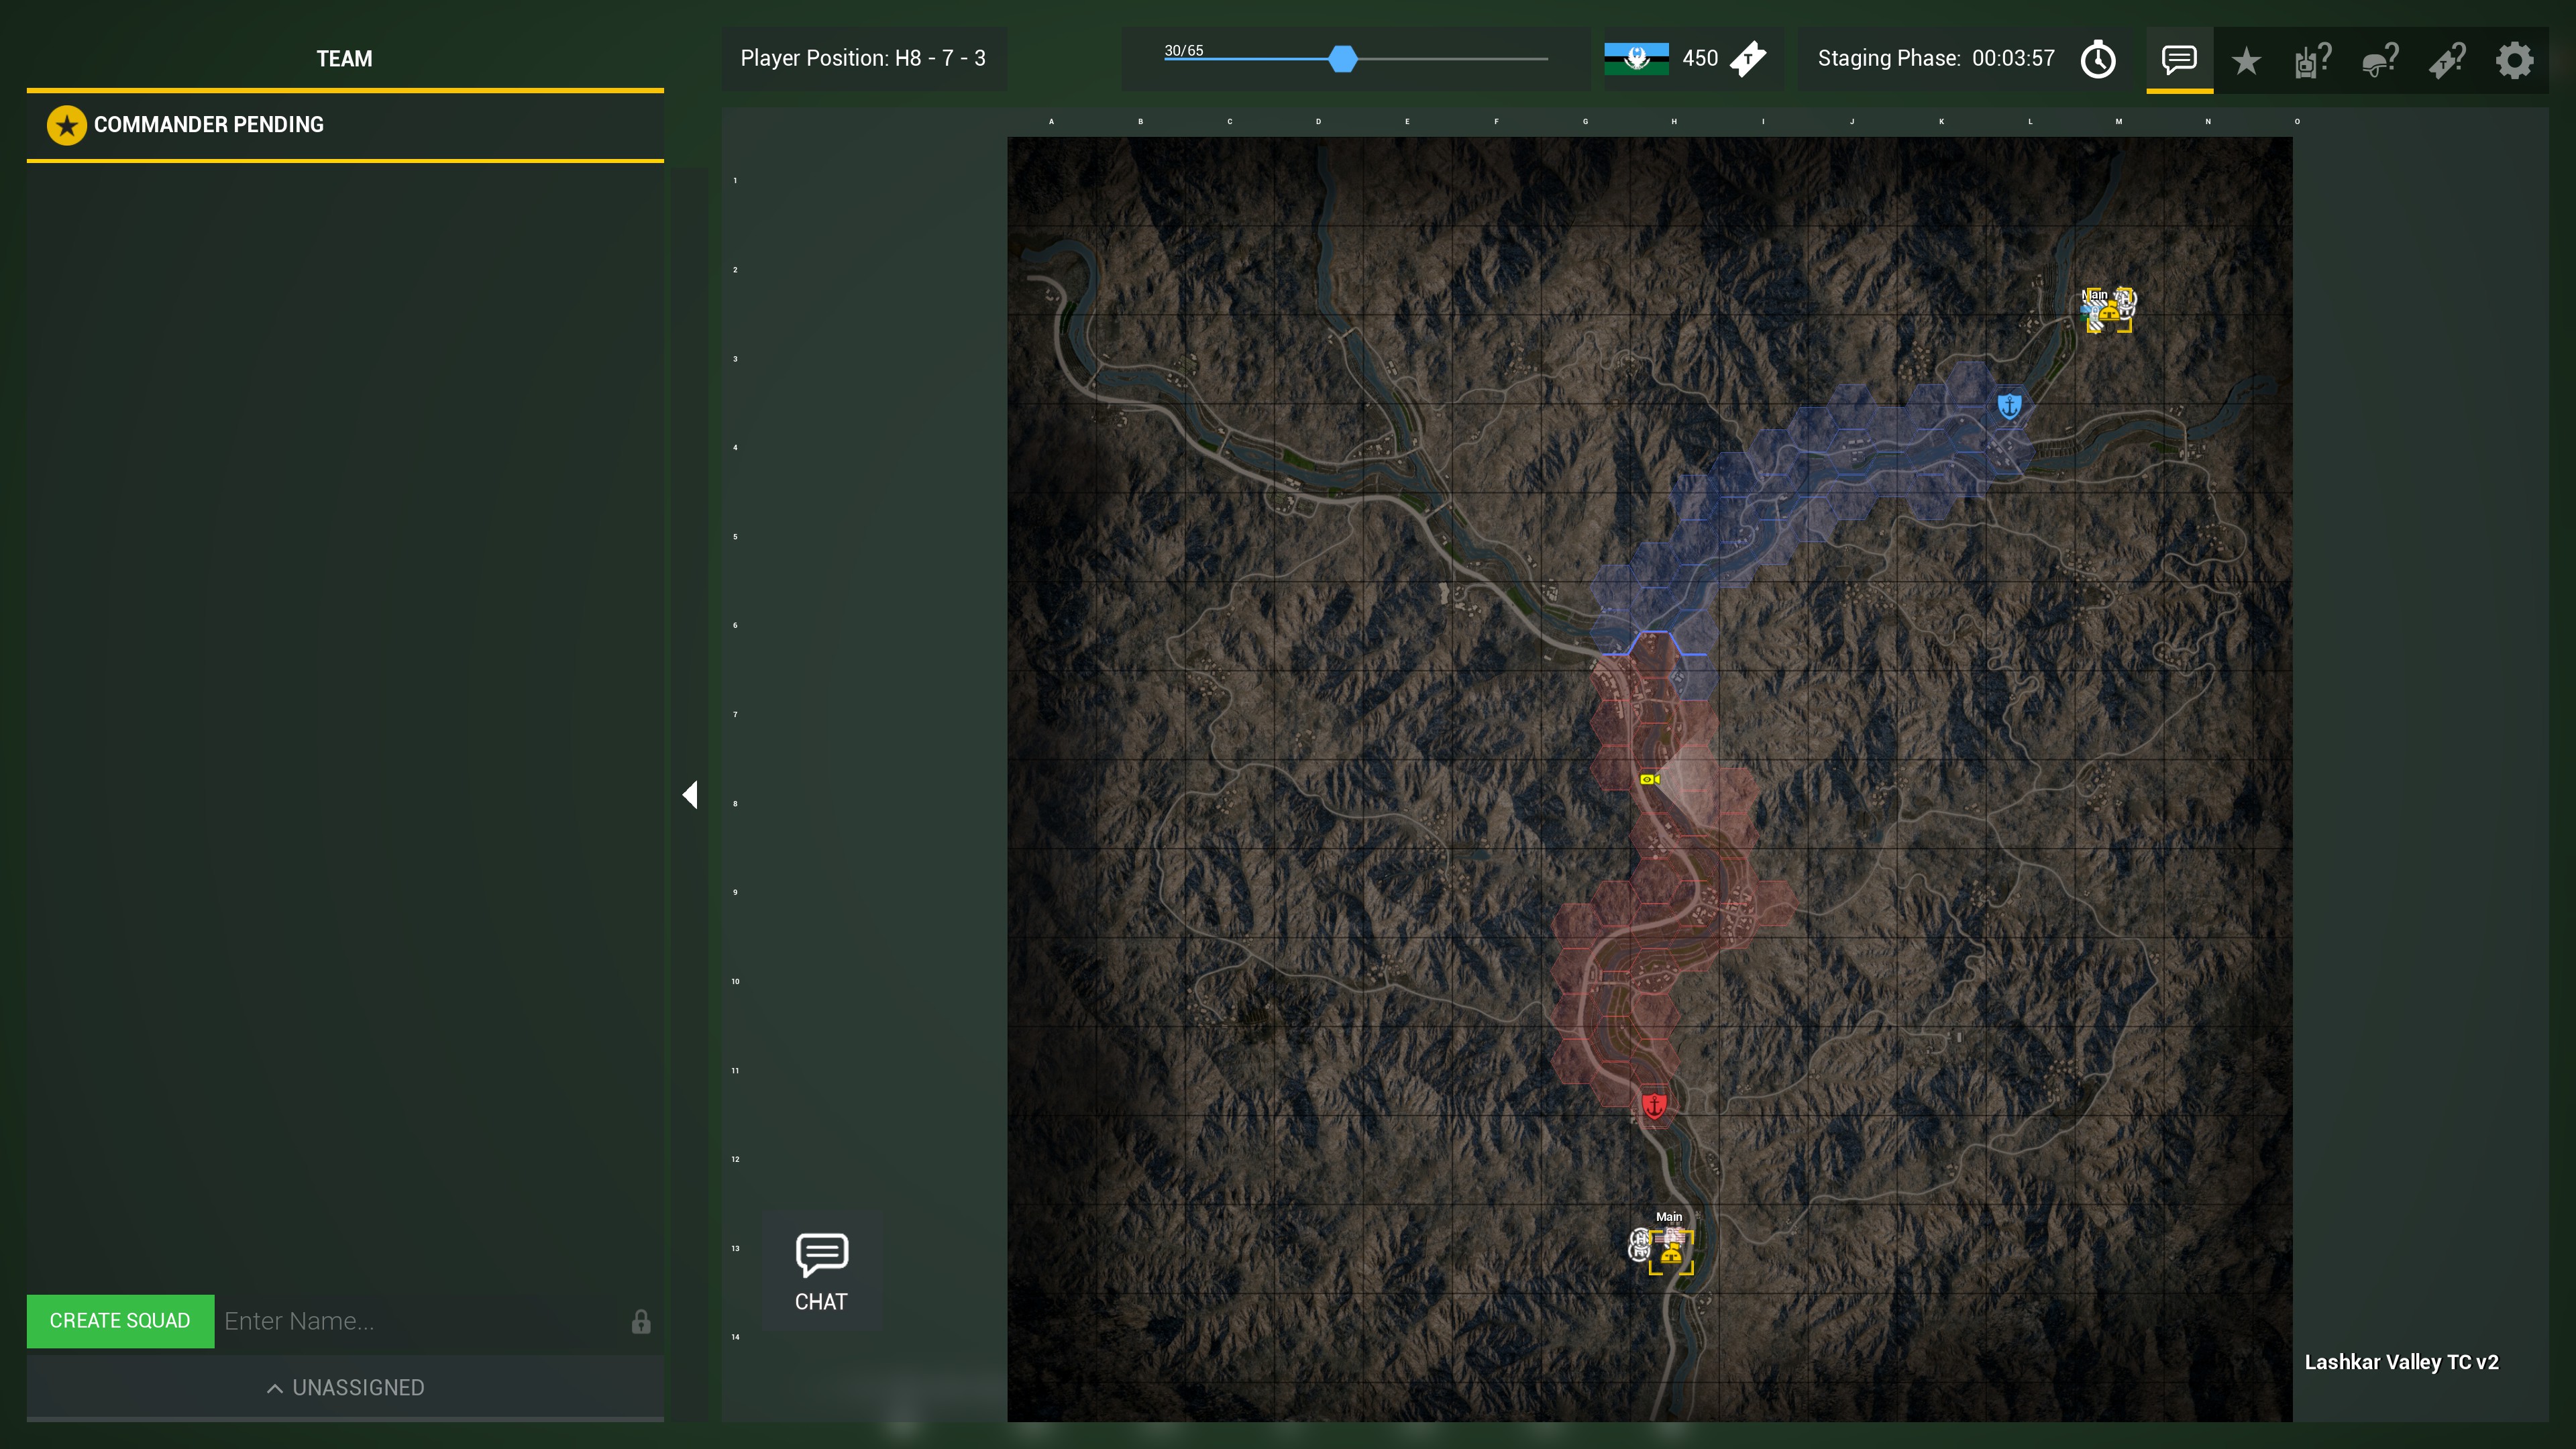 TEAM
Player Position: H8 - 7 - 3
30/65
450
Staging Phase: 00:03:57
COMMANDER PENDING
A B C D E F G H I J K L M N O
1
2
Main
3
4
5
6
7
8
9
10
11
12
Main
13
CHAT
CREATE SQUAD Enter Name...
14
Lashkar Valley TC v2
UNASSIGNED